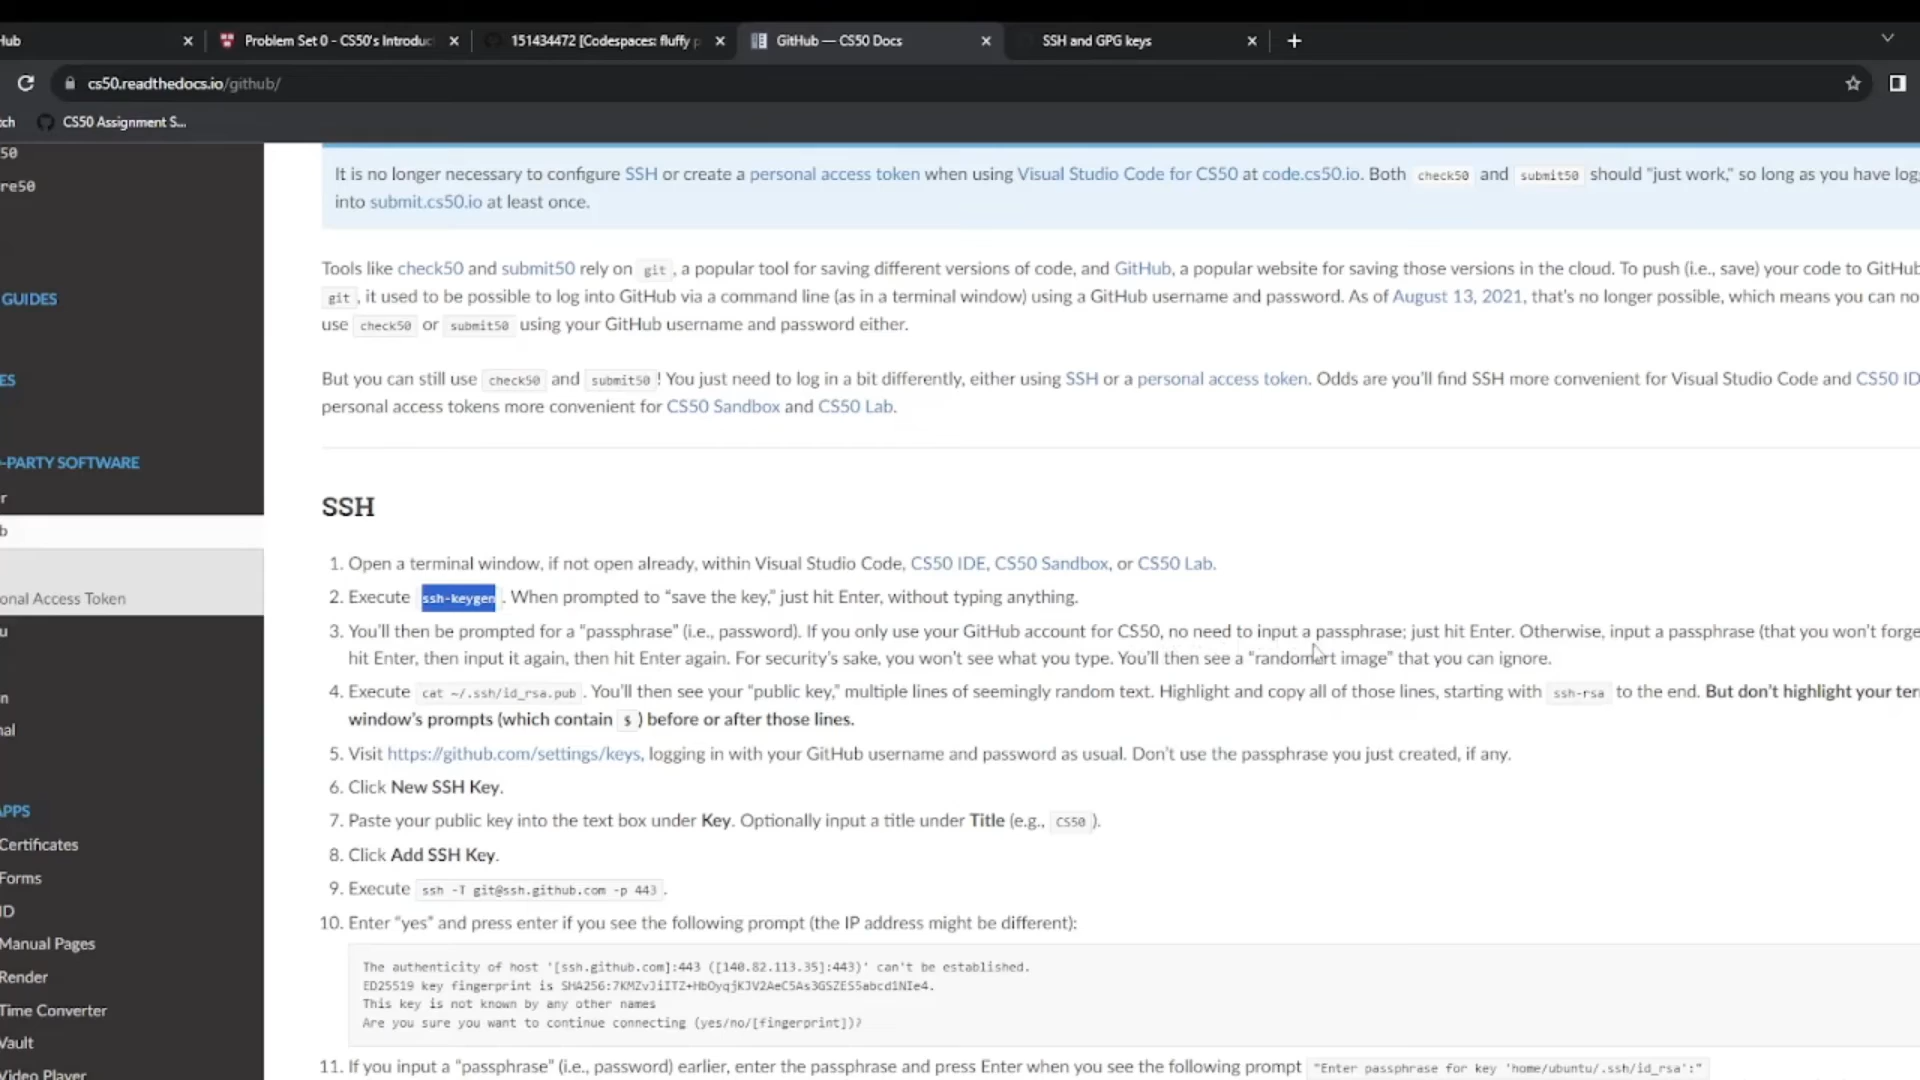 Hub
Problem Set 0 - CS50's Introduc
151434472 [Codespaces: fluffy p
GitHub — CS50 Docs
SSH and GPG keys
cs50.readthedocs.io/github/
tch
CS50 Assignment S...
50
re50
GUIDES
ES
-PARTY SOFTWARE
r
b
onal Access Token
u
n
nal
APPS
Certificates
Forms
ID
Manual Pages
Render
Time Converter
Vault
Video Player
It is no longer necessary to configure SSH or create a personal access token when using Visual Studio Code for CS50 at code.cs50.io. Both check50 and submit50 should “just work,” so long as you have log
into submit.cs50.io at least once.
Tools like check50 and submit50 rely on git , a popular tool for saving different versions of code, and GitHub, a popular website for saving those versions in the cloud. To push (i.e., save) your code to GitHub
git , it used to be possible to log into GitHub via a command line (as in a terminal window) using a GitHub username and password. As of August 13, 2021, that’s no longer possible, which means you can no
use check50 or submit50 using your GitHub username and password either.
But you can still use check50 and submit50 ! You just need to log in a bit differently, either using SSH or a personal access token. Odds are you’ll find SSH more convenient for Visual Studio Code and CS50 ID
personal access tokens more convenient for CS50 Sandbox and CS50 Lab.
SSH
1. Open a terminal window, if not open already, within Visual Studio Code, CS50 IDE, CS50 Sandbox, or CS50 Lab.
2. Execute ssh-keygen . When prompted to “save the key,” just hit Enter, without typing anything.
3. You’ll then be prompted for a “passphrase” (i.e., password). If you only use your GitHub account for CS50, no need to input a passphrase; just hit Enter. Otherwise, input a passphrase (that you won’t forge
hit Enter, then input it again, then hit Enter again. For security’s sake, you won’t see what you type. You’ll then see a “randomart image” that you can ignore.
4. Execute cat ~/.ssh/id_rsa.pub . You’ll then see your “public key,” multiple lines of seemingly random text. Highlight and copy all of those lines, starting with ssh-rsa to the end. But don’t highlight your ter
window’s prompts (which contain $ ) before or after those lines.
5. Visit https://github.com/settings/keys, logging in with your GitHub username and password as usual. Don’t use the passphrase you just created, if any.
6. Click New SSH Key.
7. Paste your public key into the text box under Key. Optionally input a title under Title (e.g., CS50 ).
8. Click Add SSH Key.
9. Execute ssh -T git@ssh.github.com -p 443 .
10. Enter “yes” and press enter if you see the following prompt (the IP address might be different):
The authenticity of host '[ssh.github.com]:443 ([140.82.113.35]:443)' can't be established.
ED25519 key fingerprint is SHA256:7KMZvJiITZ+HbOyqjKJV2AeC5As3GSZES5abcd1NIe4.
This key is not known by any other names
Are you sure you want to continue connecting (yes/no/[fingerprint])?
11. If you input a “passphrase” (i.e., password) earlier, enter the passphrase and press Enter when you see the following prompt "Enter passphrase for key 'home/ubuntu/.ssh/id_rsa':"